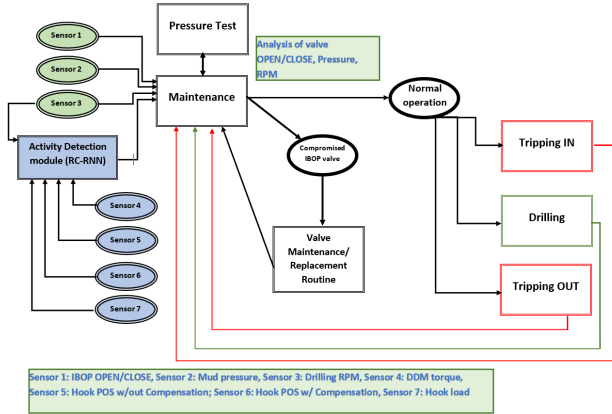 Sensor 1
Sensor 2
Sensor 3
Pressure Test
Analysis of valve
OPEN/CLOSE, Pressure,
RPM
Maintenance
Normal
operation
Activity Detection
module (RC-RNN)
Compromised
IBOP valve
Tripping IN
Sensor 4
Sensor 5
Sensor 6
Sensor 7
Valve
Maintenance/
Replacement
Routine
Drilling
Tripping OUT
Sensor 1: IBOP OPEN/CLOSE, Sensor 2: Mud pressure, Sensor 3: Drilling RPM, Sensor 4: DDM torque,
Sensor 5: Hook POS w/out Compensation; Sensor 6: Hook POS w/ Compensation, Sensor 7: Hook load